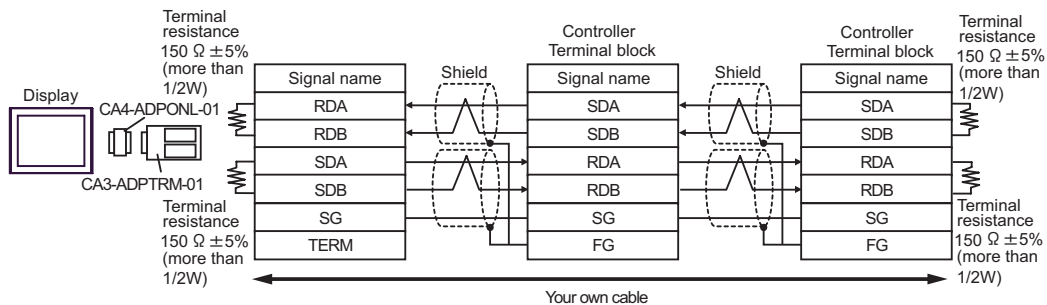 Terminal
resistance
150 Ω ±5%
(more than
1/2W)
Display
CA4-ADPONL-01
CA3-ADPTRM-01
Terminal
resistance
150 Ω ±5%
(more than
1/2W)
Signal name
RDA
RDB
SDA
SDB
SG
TERM
Shield
Controller
Terminal block
Signal name
SDA
SDB
RDA
RDB
SG
FG
Shield
Controller
Terminal block
Signal name
SDA
SDB
RDA
RDB
SG
FG
Terminal
resistance
150 Ω ±5%
(more than
1/2W)
Terminal
resistance
150 Ω ±5%
(more than
1/2W)
Your own cable